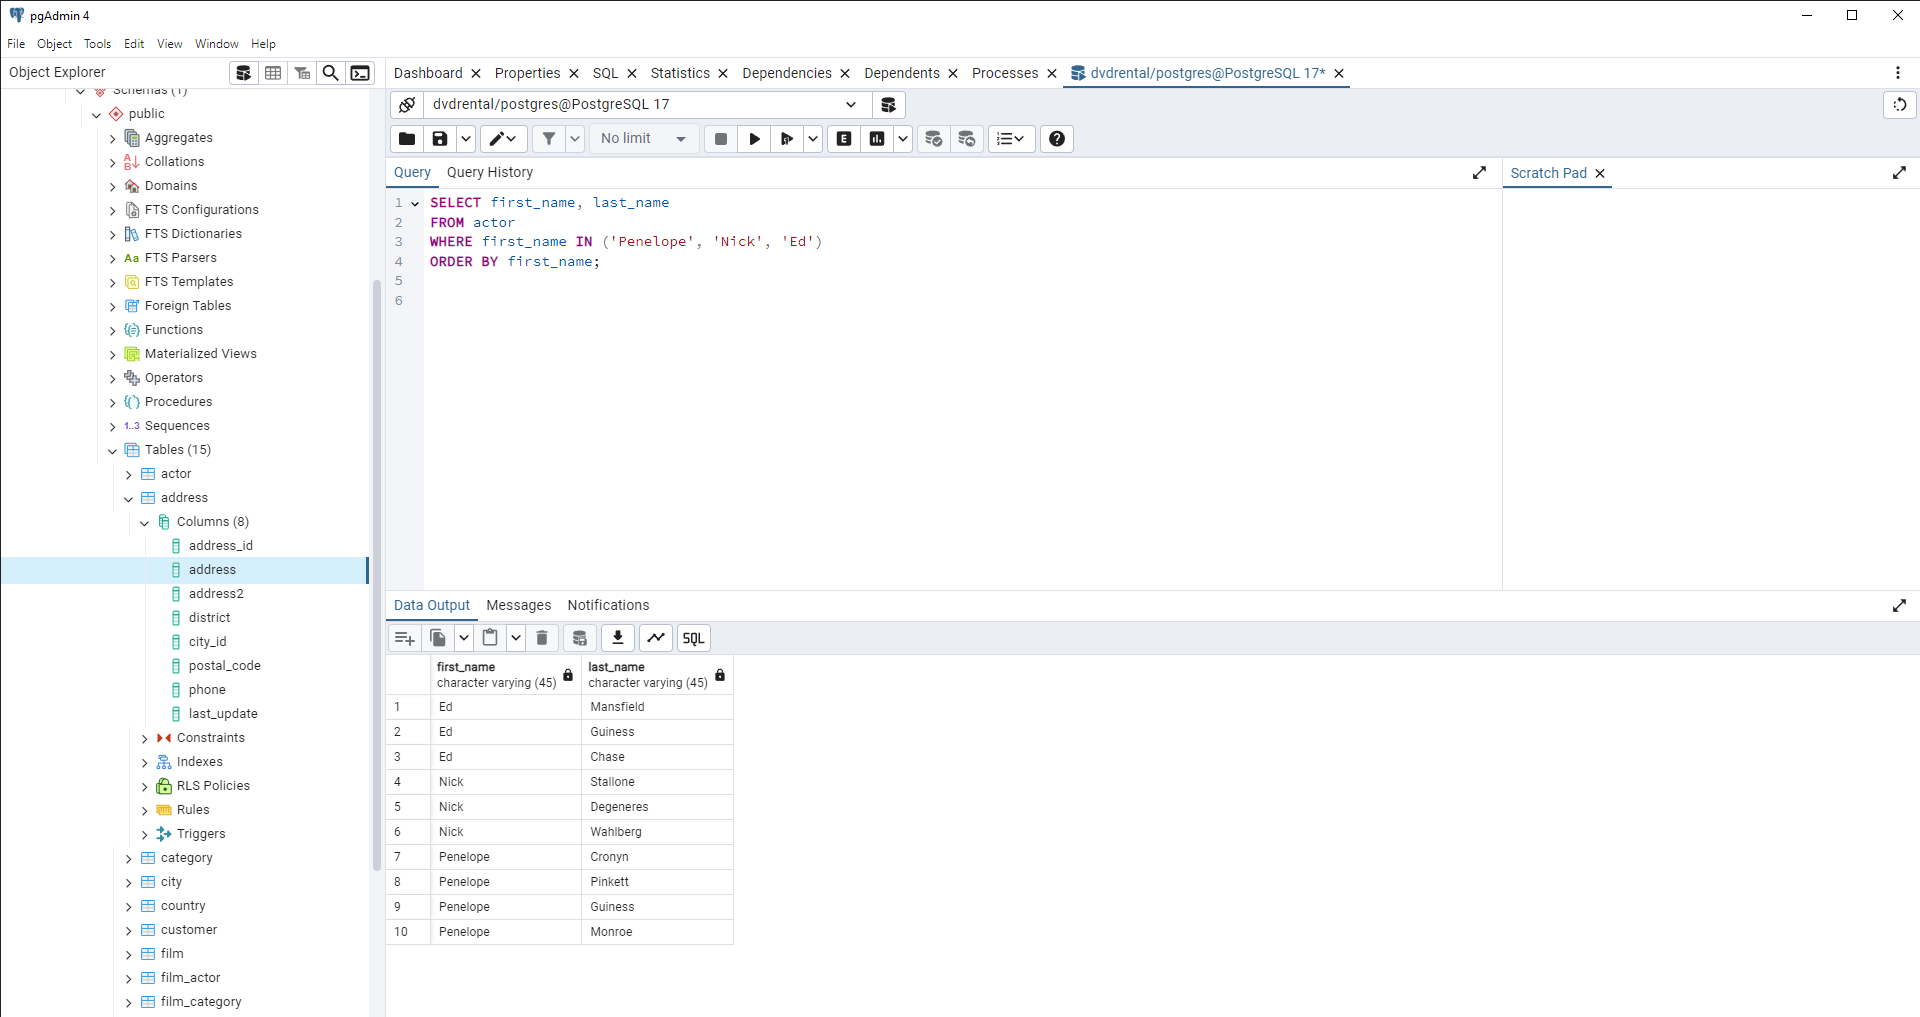 pgAdmin 4
File Object Tools Edit View Window Help
Object Explorer
Dashboard Properties SQL Statistics Dependencies Dependents Processes dvdrental/postgres@PostgreSQL 17*
dvdrental/postgres@PostgreSQL 17
No limit
E
Query Query History
Scratch Pad
Schemas (1)
public
Aggregates
Collations
Domains
FTS Configurations
FTS Dictionaries
Aa FTS Parsers
FTS Templates
Foreign Tables
Functions
Materialized Views
Operators
Procedures
1..3 Sequences
Tables (15)
actor
address
Columns (8)
address_id
address
address2
district
city_id
postal_code
phone
last_update
Constraints
Indexes
RLS Policies
Rules
Triggers
category
city
country
customer
film
film_actor
film_category
1 SELECT first_name, last_name
2 FROM actor
3 WHERE first_name IN ('Penelope', 'Nick', 'Ed')
4 ORDER BY first_name;
5
6
Data Output Messages Notifications
SQL
first_name last_name
character varying (45) character varying (45)
1 Ed Mansfield
2 Ed Guiness
3 Ed Chase
4 Nick Stallone
5 Nick Degeneres
6 Nick Wahlberg
7 Penelope Cronyn
8 Penelope Pinkett
9 Penelope Guiness
10 Penelope Monroe